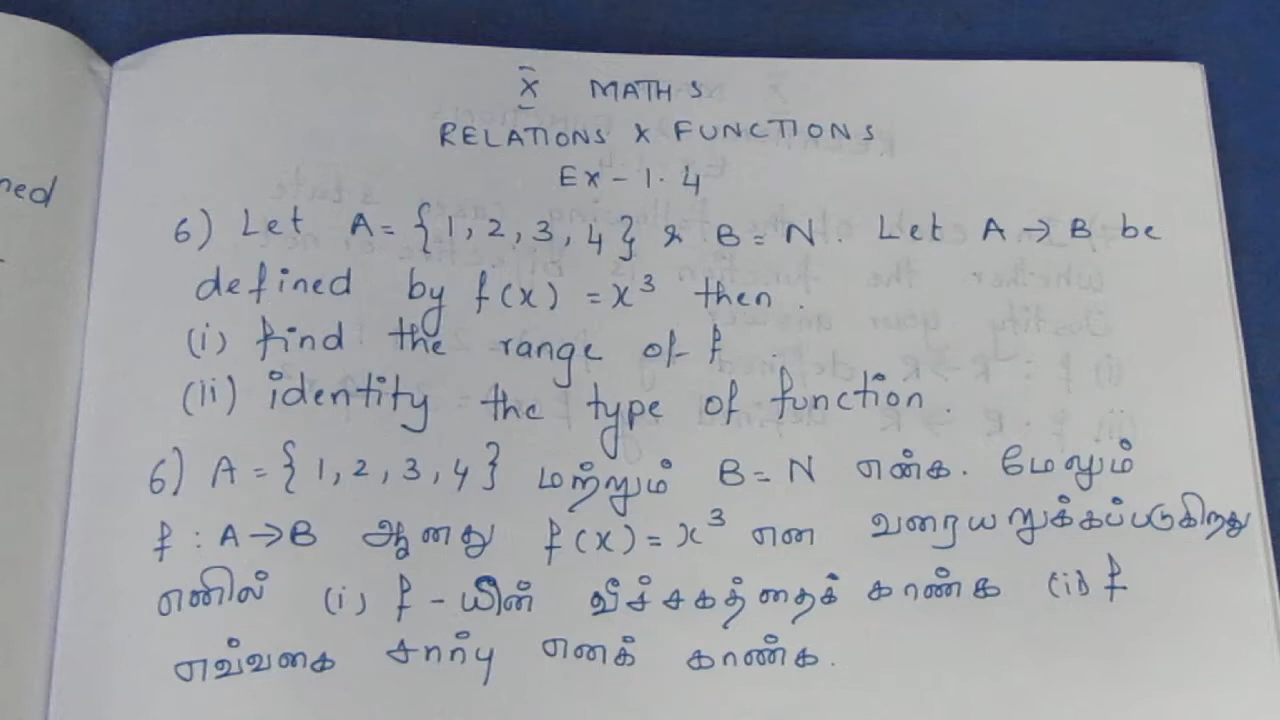 X MATHS
RELATIONS & FUNCTIONS
Ex - 1.4
6) Let A = {1, 2, 3, 4} & B = N. Let A → B be
defined by f(x) = x³ then.
(i) find the range of f
(ii) identity the type of function.
6) A = {1, 2, 3, 4} மற்றும் B = N என்க. மேலும்
f : A → B ஆனது f(x) = x³ என வரையறுக்கப்படுகிறது
எனில் (i) f - யின் வீச்சகத்தைக் காண்க (ii) f
எவ்வகை சார்பு எனக் காண்க.